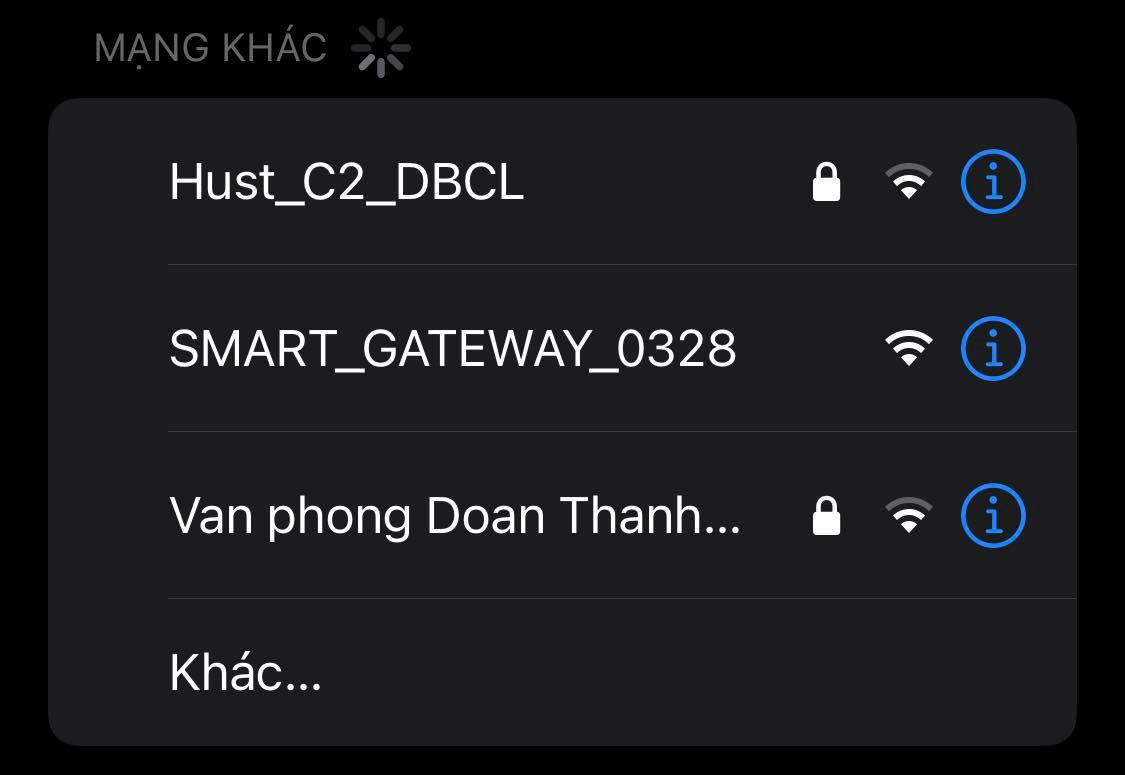 MẠNG KHÁC
Hust_C2_DBCL
SMART_GATEWAY_0328
Van phong Doan Thanh...
Khác...